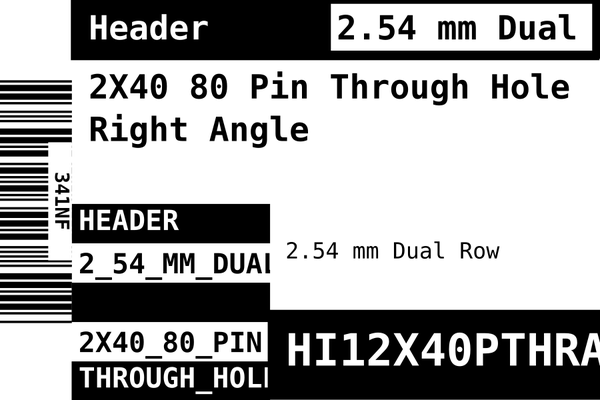 Header
2.54 mm Dual
2X40 80 Pin Through Hole
Right Angle
341NF
HEADER
2_54_MM_DUAL
2X40_80_PIN
THROUGH_HOL
2.54 mm Dual Row
HI12X40PTHRA